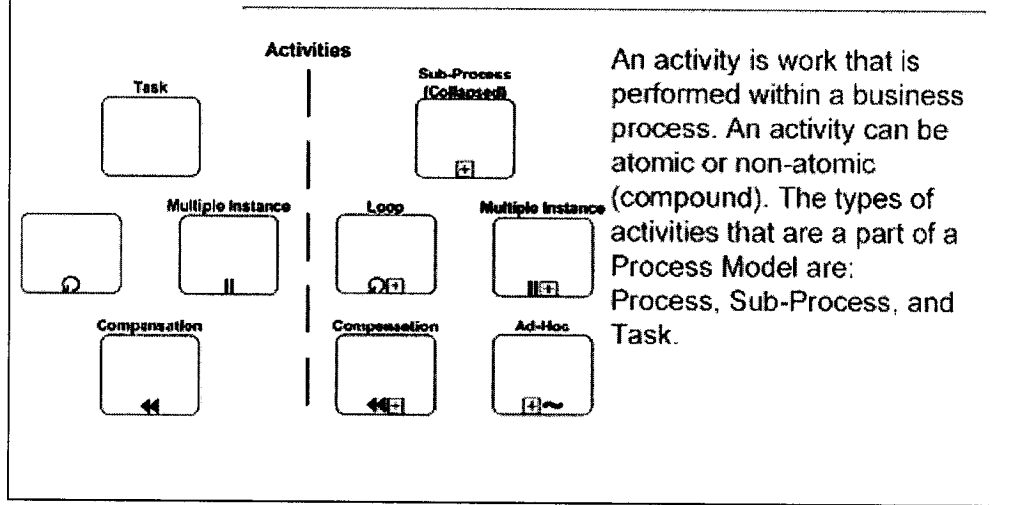 Activities
Task
Sub-Process
(Collapsed)
Multiple Instance
Loop
Multiple Instance
Compensation
Compensation
Ad-Hoc
An activity is work that is
performed within a business
process. An activity can be
atomic or non-atomic
(compound). The types of
activities that are a part of a
Process Model are:
Process, Sub-Process, and
Task.